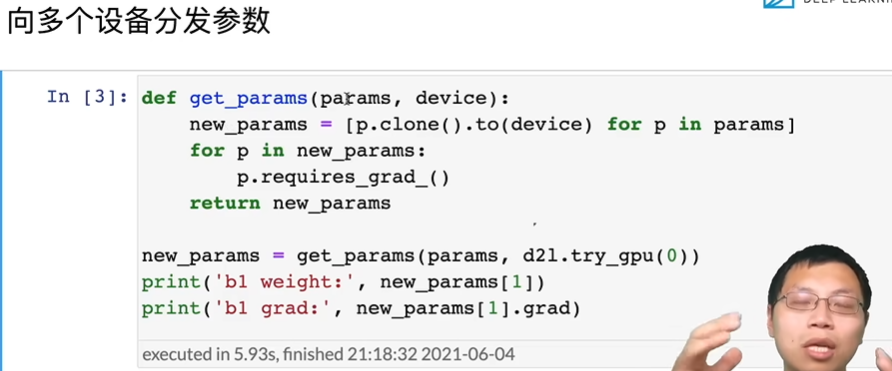 向多个设备分发参数
In [3]: def get_params(params, device):
new_params = [p.clone().to(device) for p in params]
for p in new_params:
p.requires_grad_()
return new_params
new_params = get_params(params, d2l.try_gpu(0))
print('b1 weight:', new_params[1])
print('b1 grad:', new_params[1].grad)
executed in 5.93s, finished 21:18:32 2021-06-04